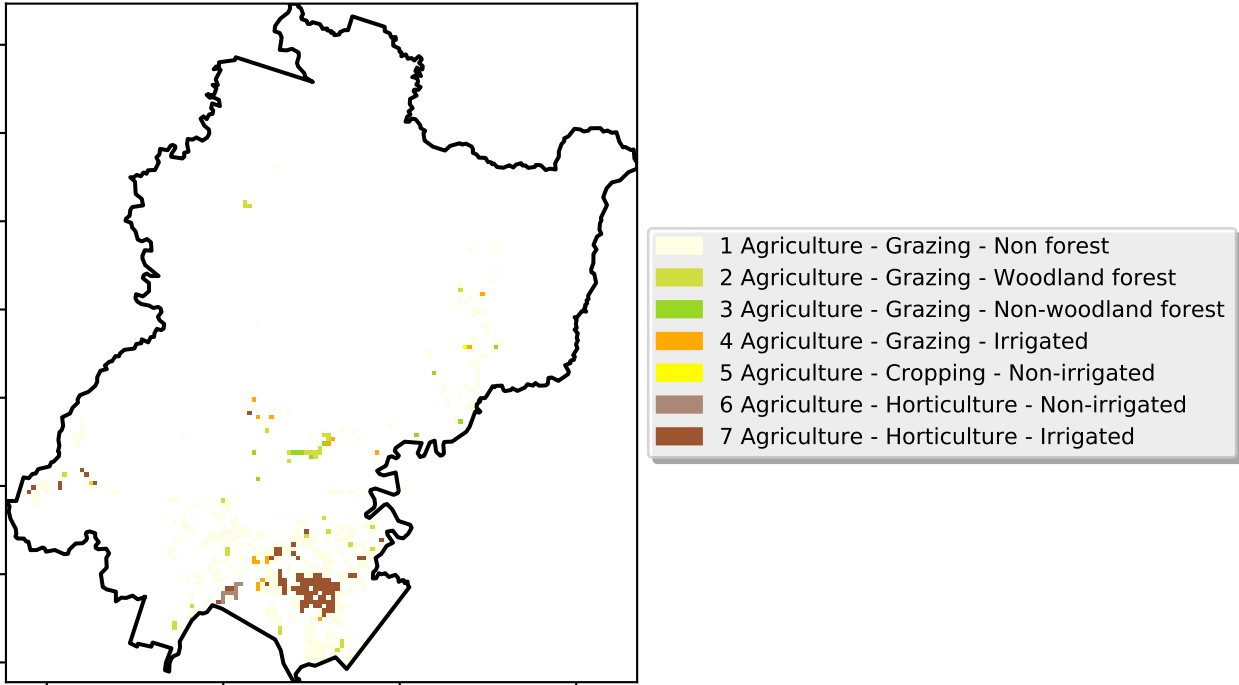 1 Agriculture - Grazing - Non forest
2 Agriculture - Grazing - Woodland forest
3 Agriculture - Grazing - Non-woodland forest
4 Agriculture - Grazing - Irrigated
5 Agriculture - Cropping - Non-irrigated
6 Agriculture - Horticulture - Non-irrigated
7 Agriculture - Horticulture - Irrigated